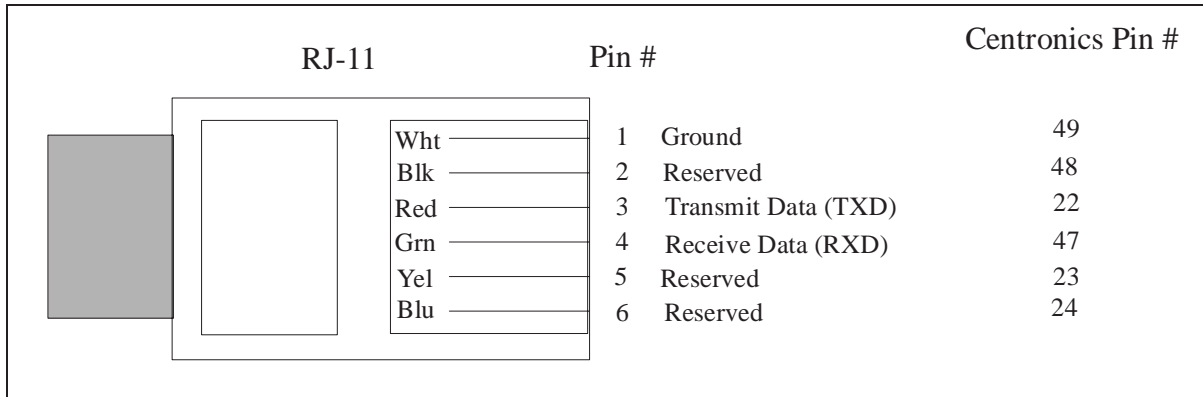 RJ-11 Pin # Centronics Pin #
Wht 1 Ground 49
Blk 2 Reserved 48
Red 3 Transmit Data (TXD) 22
Grn 4 Receive Data (RXD) 47
Yel 5 Reserved 23
Blu 6 Reserved 24